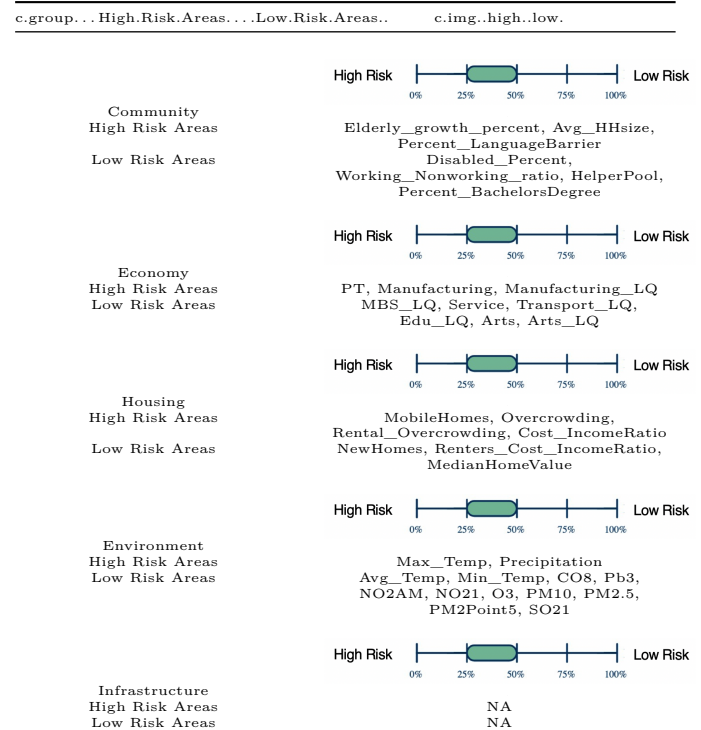 c.group...High.Risk.Areas....Low.Risk.Areas.. c.img..high..low.
High Risk Low Risk
0% 25% 50% 75% 100%
Community
High Risk Areas Elderly_growth_percent, Avg_HHsize,
Percent_LanguageBarrier
Low Risk Areas Disabled_Percent,
Working_Nonworking_ratio, HelperPool,
Percent_BachelorsDegree
High Risk Low Risk
0% 25% 50% 75% 100%
Economy
High Risk Areas PT, Manufacturing, Manufacturing_LQ
Low Risk Areas MBS_LQ, Service, Transport_LQ,
Edu_LQ, Arts, Arts_LQ
High Risk Low Risk
0% 25% 50% 75% 100%
Housing
High Risk Areas MobileHomes, Overcrowding,
Rental_Overcrowding, Cost_IncomeRatio
Low Risk Areas NewHomes, Renters_Cost_IncomeRatio,
MedianHomeValue
High Risk Low Risk
0% 25% 50% 75% 100%
Environment
High Risk Areas Max_Temp, Precipitation
Low Risk Areas Avg_Temp, Min_Temp, CO8, Pb3,
NO2AM, NO21, O3, PM10, PM2.5,
PM2Point5, SO21
High Risk Low Risk
0% 25% 50% 75% 100%
Infrastructure
High Risk Areas NA
Low Risk Areas NA